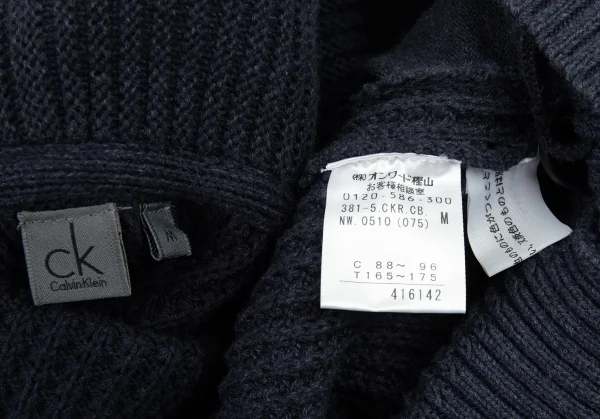 ck
Calvin Klein
M
(株)オンワード樫山
お客様相談室
0120-586-300
381-5.CKR.CB
M
NW.0510(075)
C 88～ 96
T165～175
416142